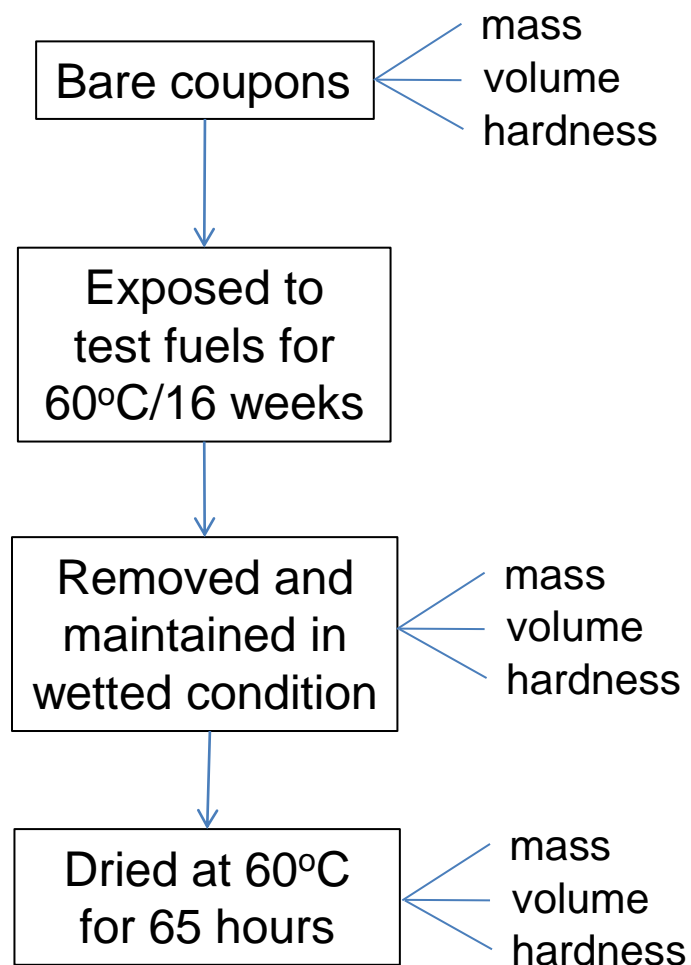 Bare coupons
mass
volume
hardness
Exposed to
test fuels for
60ºC/16 weeks
Removed and
maintained in
wetted condition
mass
volume
hardness
Dried at 60ºC
for 65 hours
mass
volume
hardness